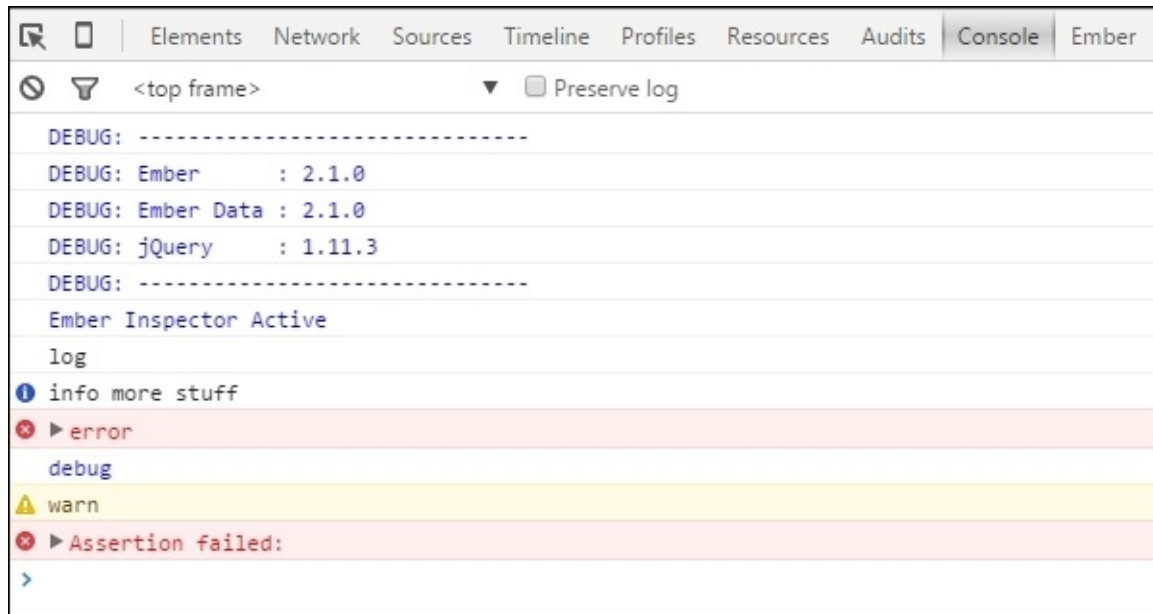 Elements Network Sources Timeline Profiles Resources Audits Console Ember
<top frame> ▼ Preserve log
DEBUG: -------------------------------
DEBUG: Ember      : 2.1.0
DEBUG: Ember Data : 2.1.0
DEBUG: jQuery     : 1.11.3
DEBUG: -------------------------------
Ember Inspector Active
log
info more stuff
error
debug
warn
Assertion failed: